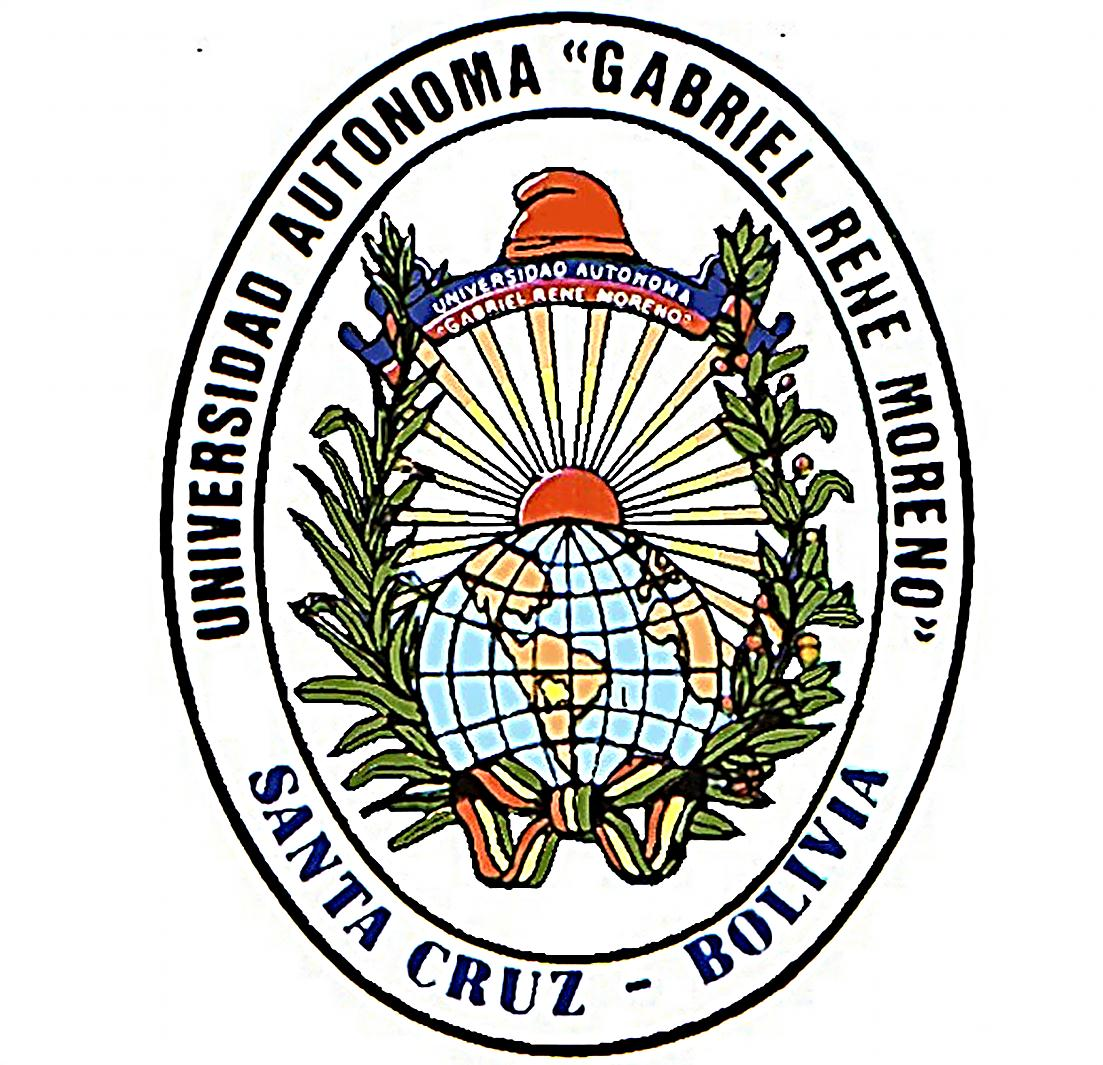 UNIVERSIDAD AUTONOMA “GABRIEL RENE MORENO”
UNIVERSIDAD AUTONOMA
“GABRIEL RENE MORENO”
SANTA CRUZ - BOLIVIA